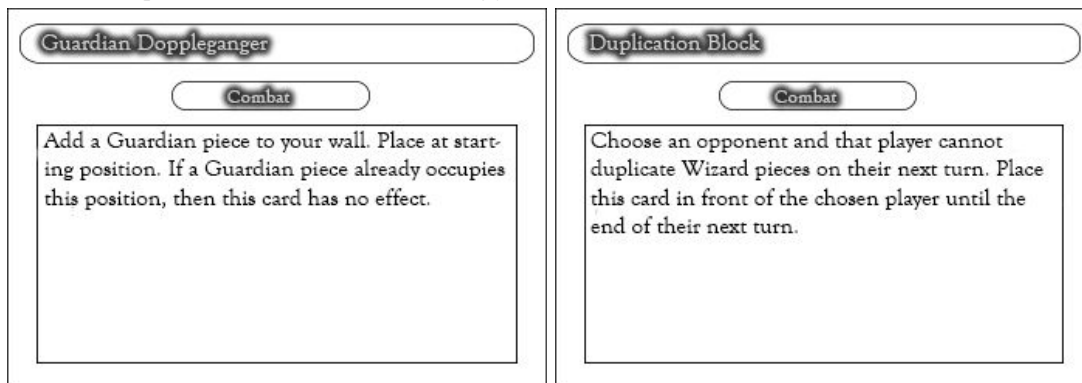 Guardian Doppleganger
Combat
Add a Guardian piece to your wall. Place at start-
ing position. If a Guardian piece already occupies
this position, then this card has no effect.
Duplication Block
Combat
Choose an opponent and that player cannot
duplicate Wizard pieces on their next turn. Place
this card in front of the chosen player until the
end of their next turn.